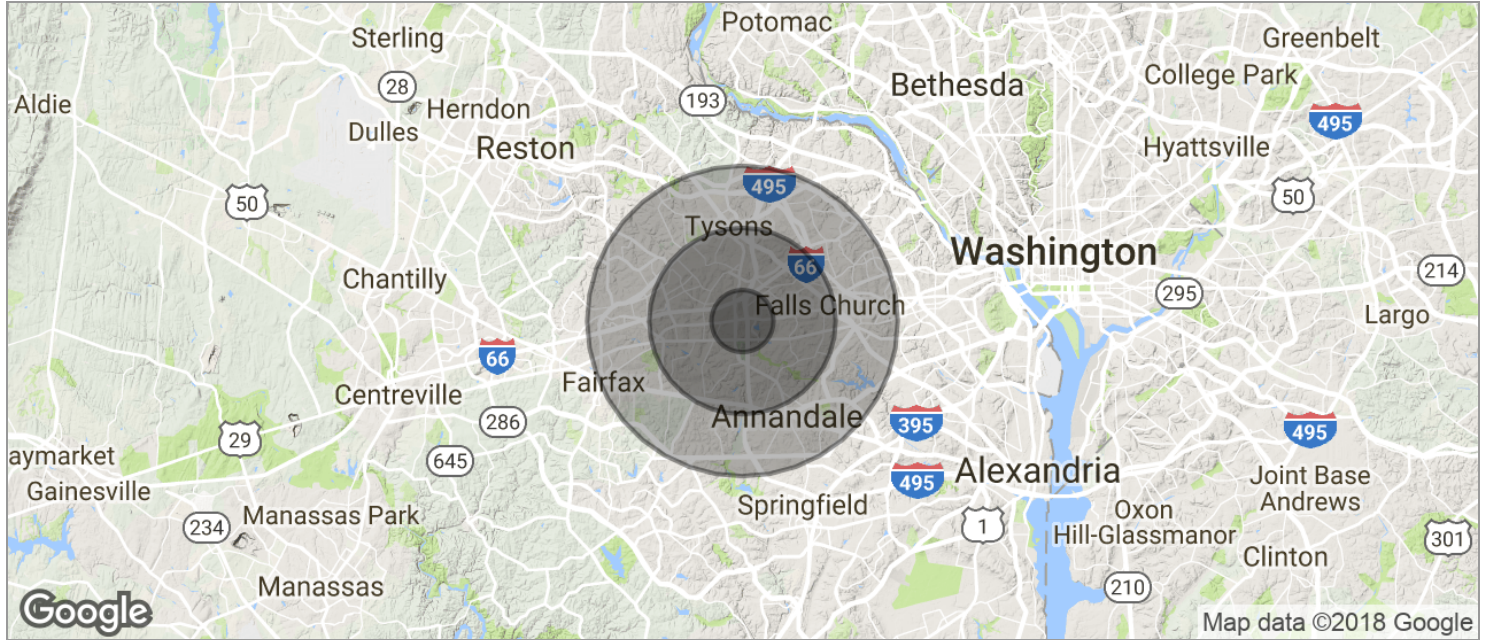 Potomac
Sterling
Greenbelt
College Park
Bethesda
28
193
Aldie
Herndon
495
Dulles
Reston
Hyattsville
495
50
50
Tysons
Washington
66
214
Chantilly
295
Falls Church
Largo
66
Fairfax
Centreville
Annandale
286
395
495
29
aymarket
645
Alexandria
495
Gainesville
Joint Base
Andrews
Springfield
Manassas Park
234
1
Oxon
Hill-Glassmanor
301
Clinton
Manassas
210
Google
Map data ©2018 Google